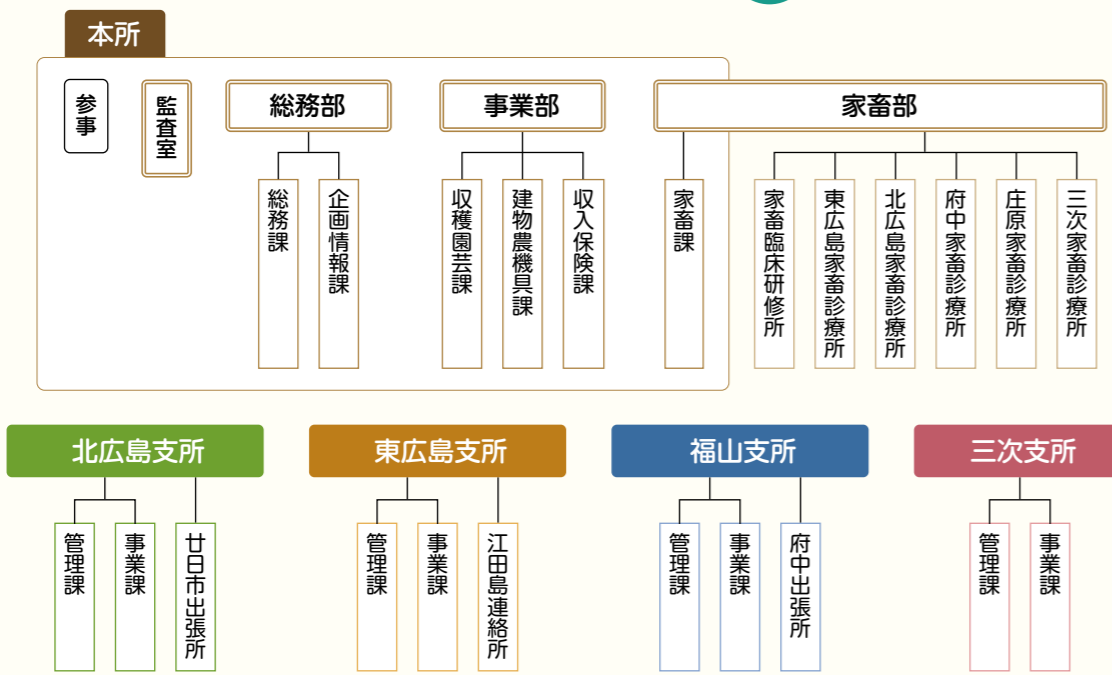 本所
参事
監査室
総務部
事業部
家畜部
総務課
企画情報課
収穫園芸課
建物農機具課
収入保険課
家畜課
家畜臨床研修所
東広島家畜診療所
北広島家畜診療所
府中家畜診療所
庄原家畜診療所
三次家畜診療所
北広島支所
東広島支所
福山支所
三次支所
管理課
事業課
廿日市出張所
管理課
事業課
江田島連絡所
管理課
事業課
府中出張所
管理課
事業課